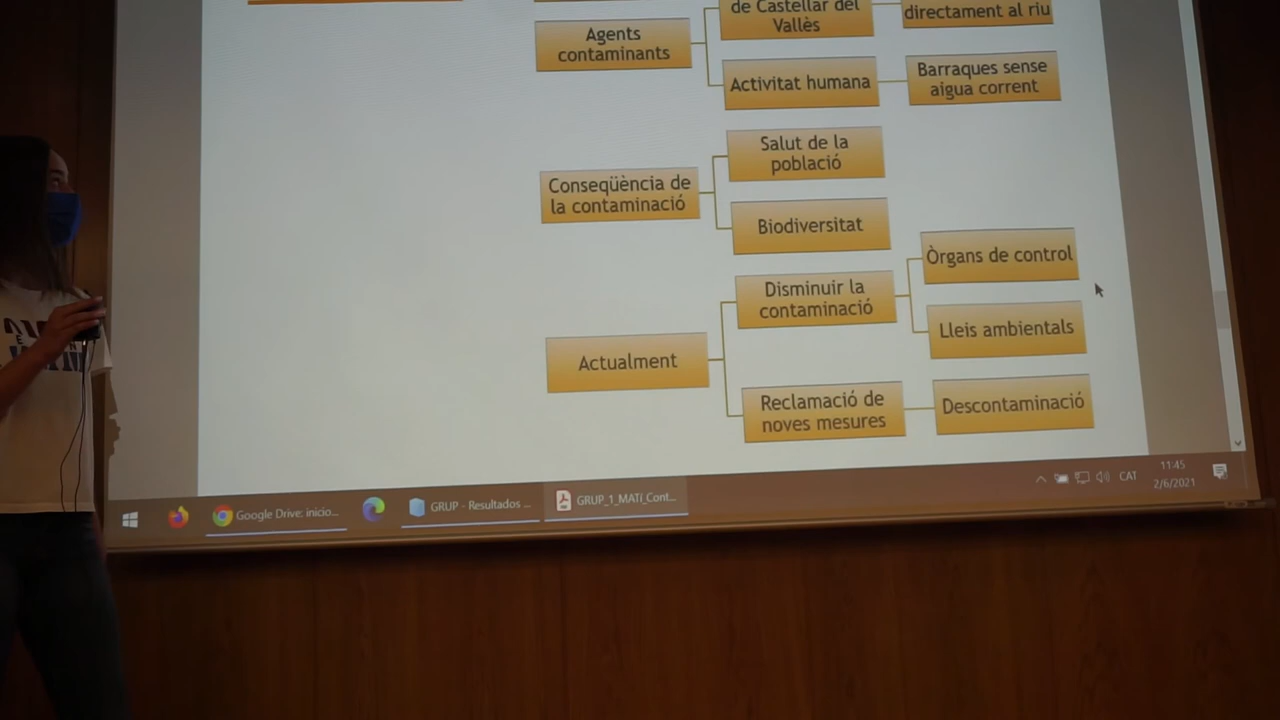 de Castellar del
Vallès
directament al riu
Agents
contaminants
Activitat humana
Barraques sense
aigua corrent
Salut de la
població
Conseqüència de
la contaminació
Biodiversitat
Òrgans de control
Disminuir la
contaminació
Lleis ambientals
Actualment
Reclamació de
noves mesures
Descontaminació
Google Drive: inicio...
GRUP - Resultados ...
GRUP_1_MATí_Cont...
CAT
11:45
2/6/2021